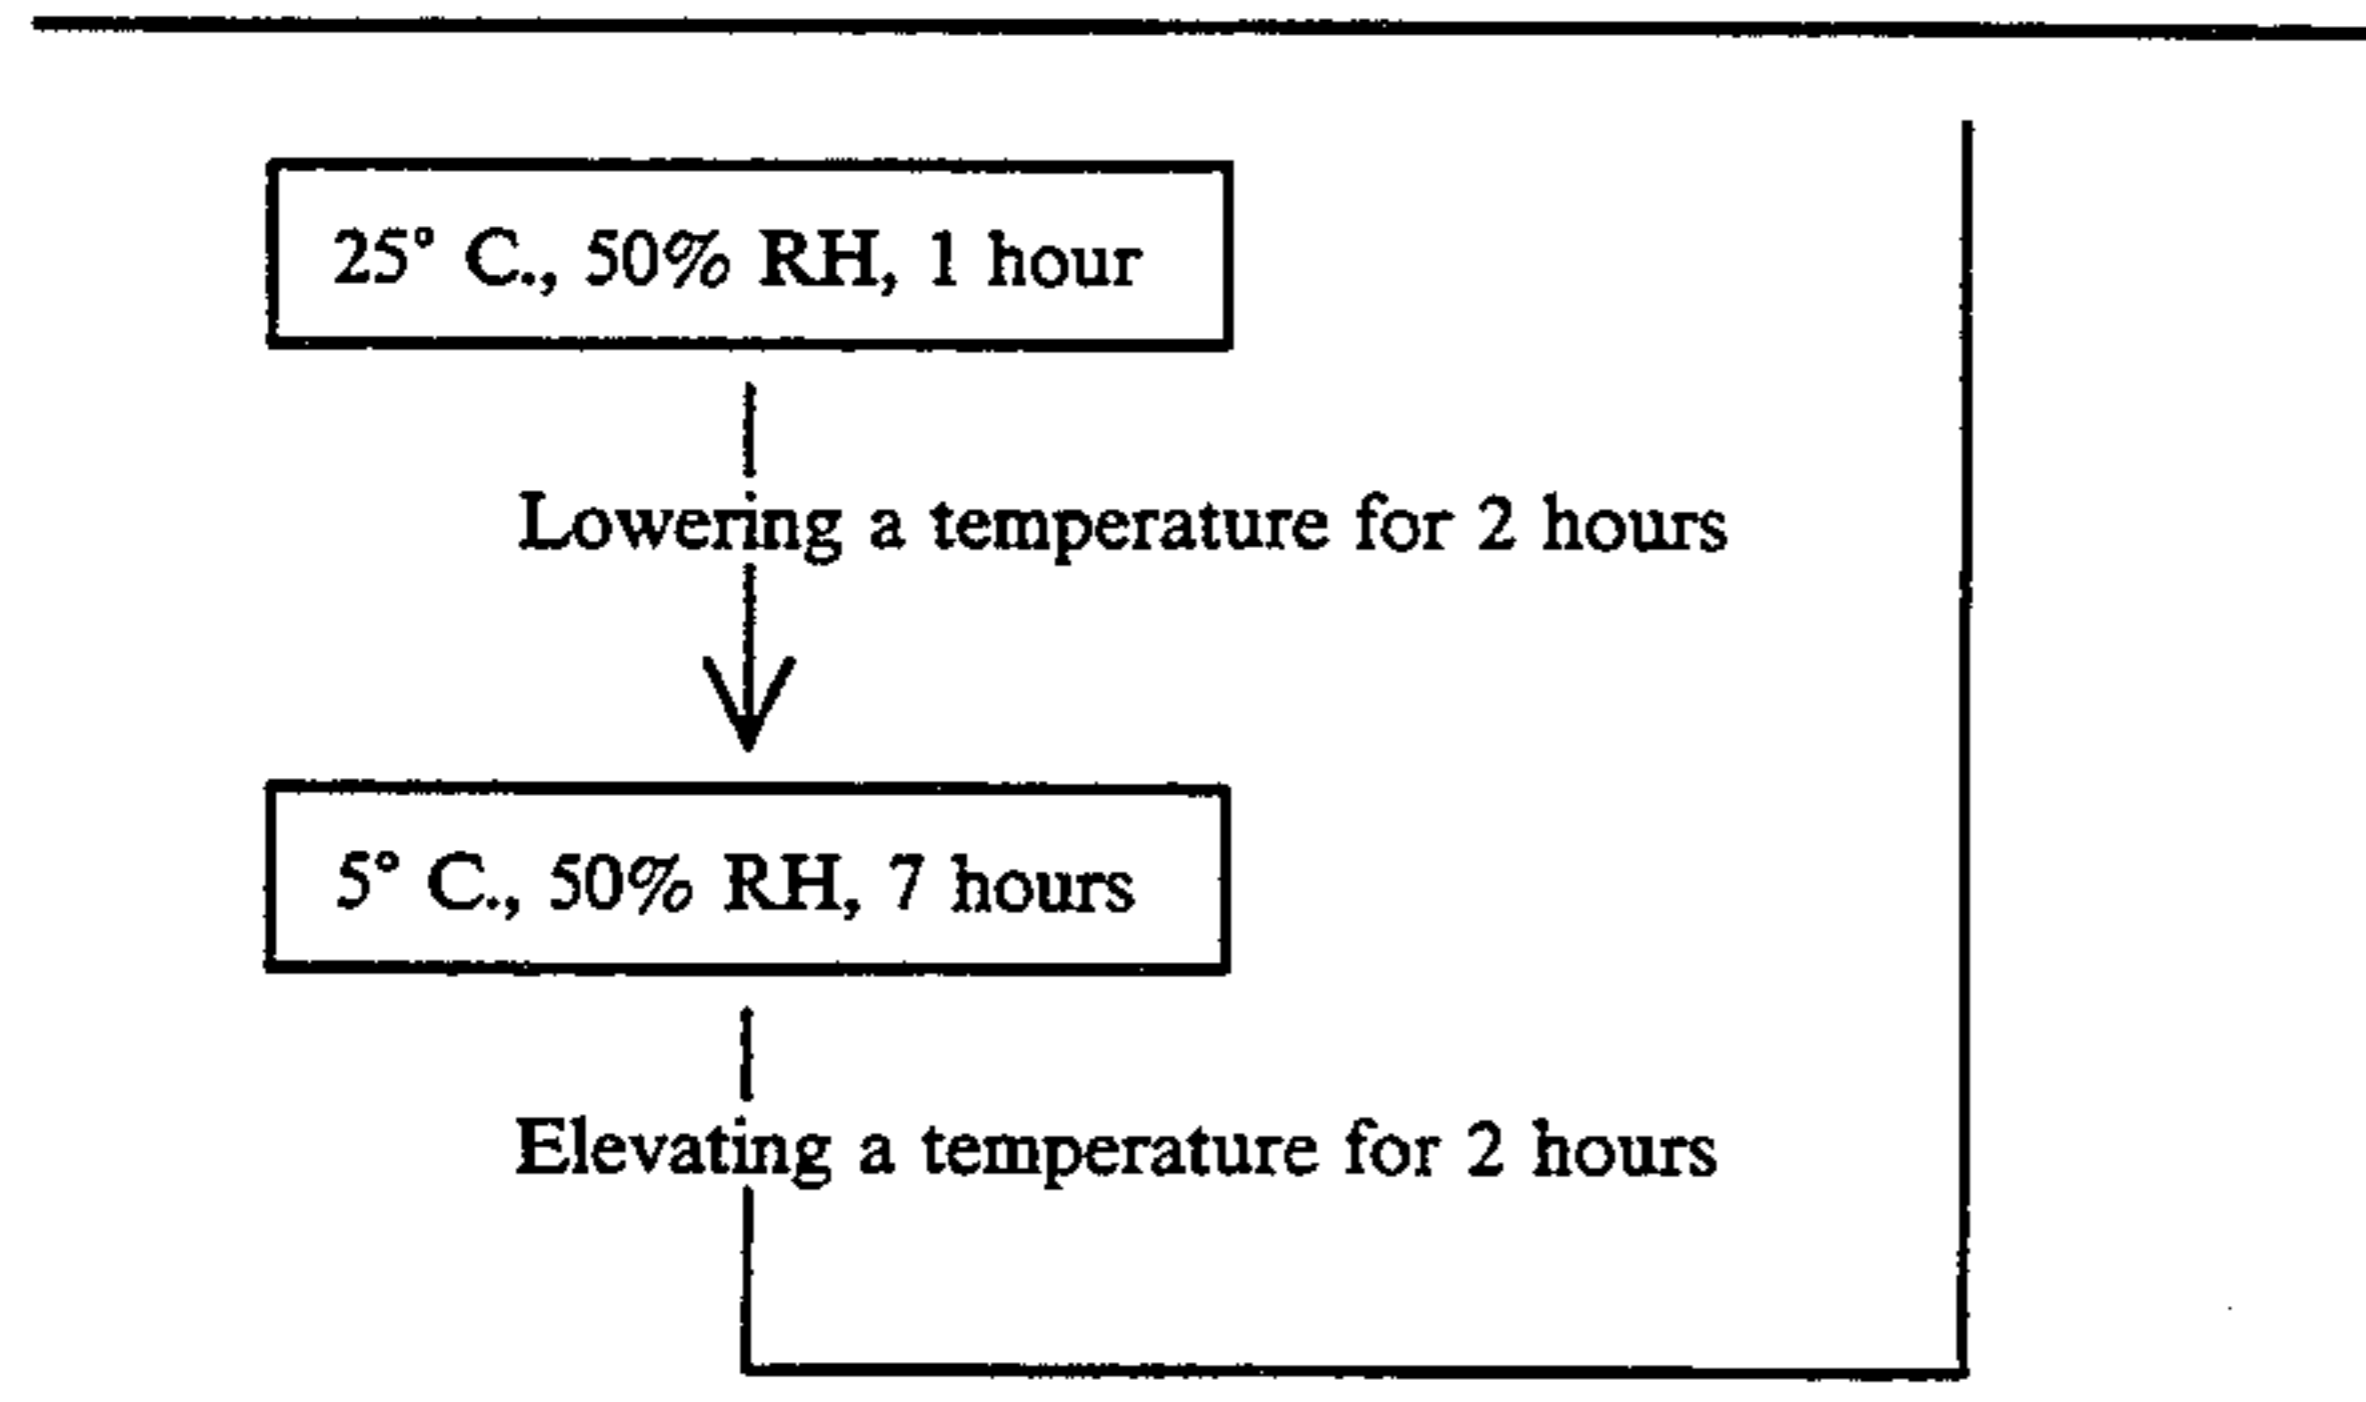 25° C., 50% RH, 1 hour
Lowering a temperature for 2 hours
5° C., 50% RH, 7 hours
Elevating a temperature for 2 hours